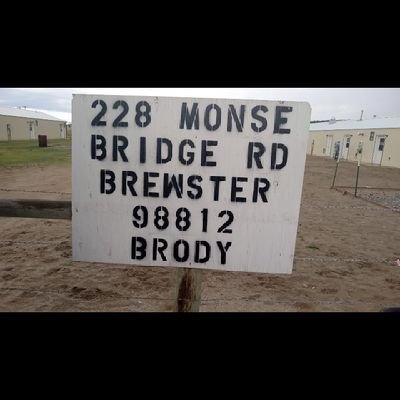 228 MONSE
BRIDGE RD
BREWSTER
98812
BRODY